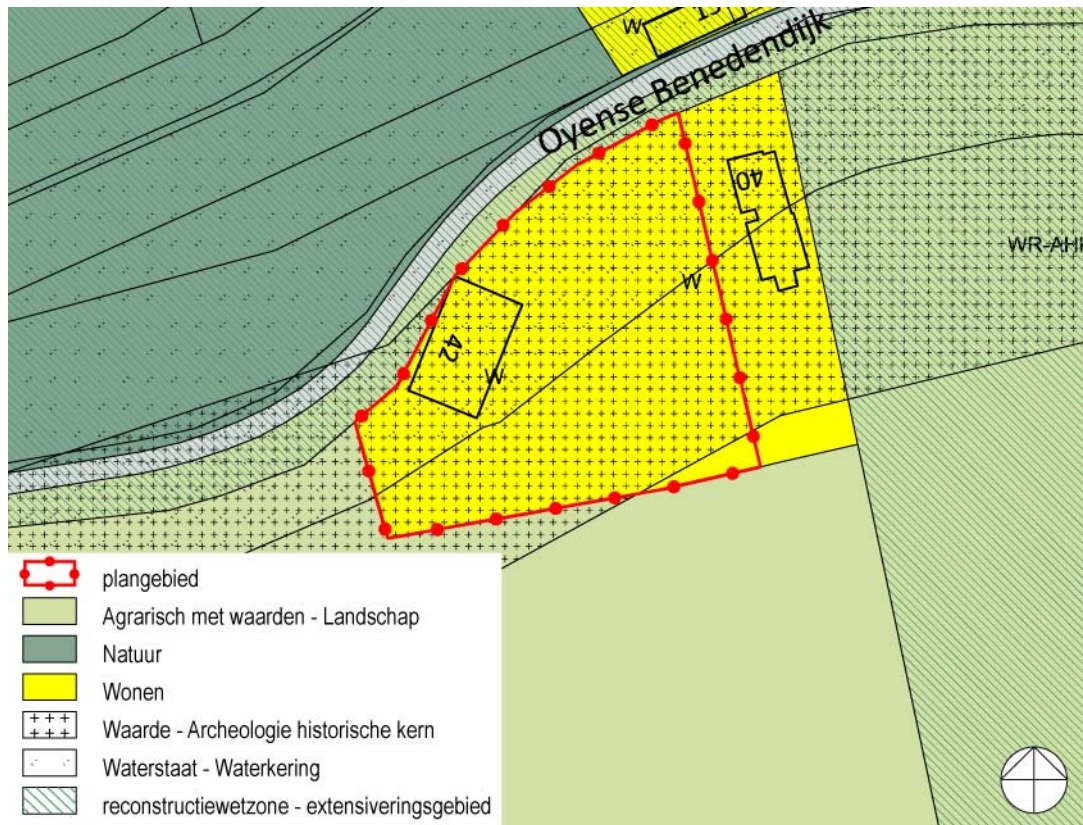 W
Oyense Benedendijk
40
WR-AH
W
42
W
plangebied
Agrarisch met waarden - Landschap
Natuur
Wonen
Waarde - Archeologie historische kern
Waterstaat - Waterkering
reconstructiewetzone - extensiveringsgebied